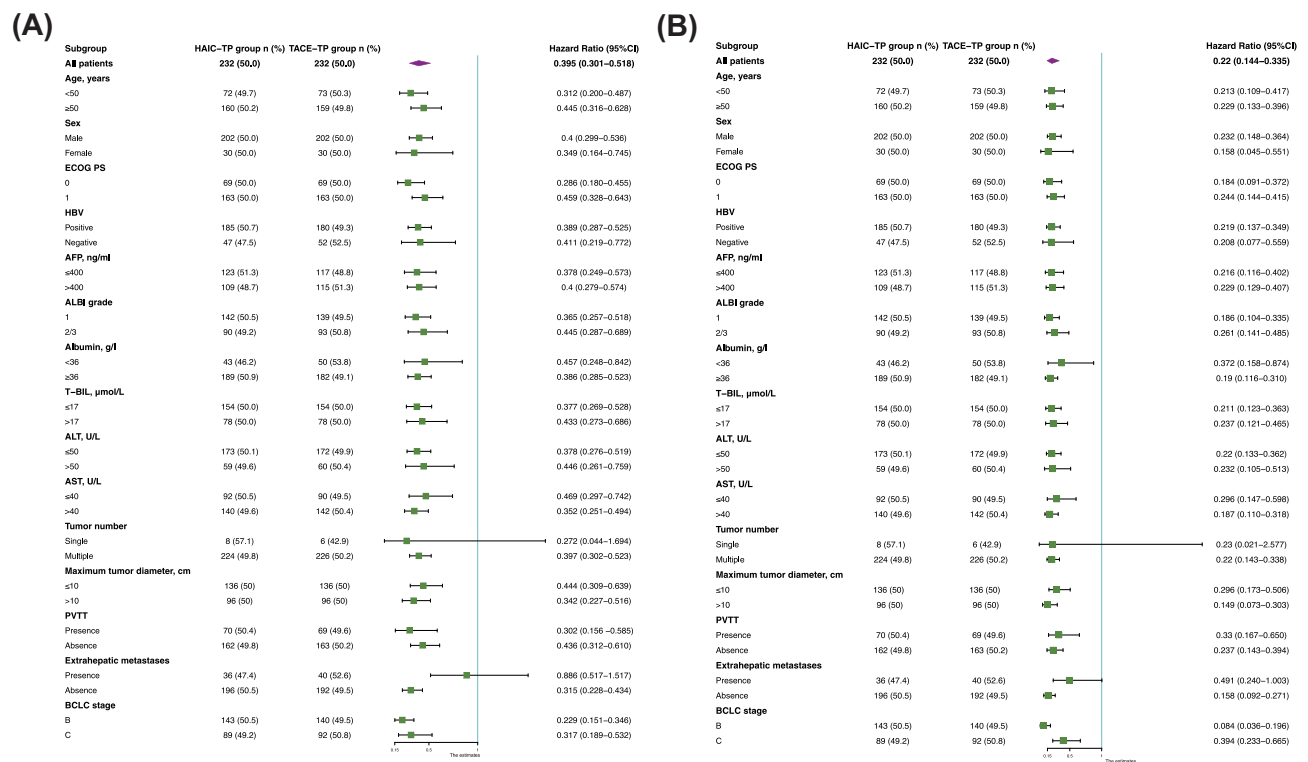 (A)
Subgroup HAIC−TP group n (%) TACE−TP group n (%) Hazard Ratio (95%CI)
All patients 232 (50.0) 232 (50.0) 0.395 (0.301−0.518)
Age, years
<50 72 (49.7) 73 (50.3) 0.312 (0.200−0.487)
≥50 160 (50.2) 159 (49.8) 0.445 (0.316−0.628)
Sex
Male 202 (50.0) 202 (50.0) 0.4 (0.299−0.536)
Female 30 (50.0) 30 (50.0) 0.349 (0.164−0.745)
ECOG PS
0 69 (50.0) 69 (50.0) 0.286 (0.180−0.455)
1 163 (50.0) 163 (50.0) 0.459 (0.328−0.643)
HBV
Positive 185 (50.7) 180 (49.3) 0.389 (0.287−0.525)
Negative 47 (47.5) 52 (52.5) 0.411 (0.219−0.772)
AFP, ng/ml
≤400 123 (51.3) 117 (48.8) 0.378 (0.249−0.573)
>400 109 (48.7) 115 (51.3) 0.4 (0.279−0.574)
ALBI grade
1 142 (50.5) 139 (49.5) 0.365 (0.257−0.518)
2/3 90 (49.2) 93 (50.8) 0.445 (0.287−0.689)
Albumin, g/l
<36 43 (46.2) 50 (53.8) 0.457 (0.248−0.842)
≥36 189 (50.9) 182 (49.1) 0.386 (0.285−0.523)
T−BIL, µmol/L
≤17 154 (50.0) 154 (50.0) 0.377 (0.269−0.528)
>17 78 (50.0) 78 (50.0) 0.433 (0.273−0.686)
ALT, U/L
≤50 173 (50.1) 172 (49.9) 0.378 (0.276−0.519)
>50 59 (49.6) 60 (50.4) 0.446 (0.261−0.759)
AST, U/L
≤40 92 (50.5) 90 (49.5) 0.469 (0.297−0.742)
>40 140 (49.6) 142 (50.4) 0.352 (0.251−0.494)
Tumor number
Single 8 (57.1) 6 (42.9) 0.272 (0.044−1.694)
Multiple 224 (49.8) 226 (50.2) 0.397 (0.302−0.523)
Maximum tumor diameter, cm
≤10 136 (50) 136 (50) 0.444 (0.309−0.639)
>10 96 (50) 96 (50) 0.342 (0.227−0.516)
PVTT
Presence 70 (50.4) 69 (49.6) 0.302 (0.156 −0.585)
Absence 162 (49.8) 163 (50.2) 0.436 (0.312−0.610)
Extrahepatic metastases
Presence 36 (47.4) 40 (52.6) 0.886 (0.517−1.517)
Absence 196 (50.5) 192 (49.5) 0.315 (0.228−0.434)
BCLC stage
B 143 (50.5) 140 (49.5) 0.229 (0.151−0.346)
C 89 (49.2) 92 (50.8) 0.317 (0.189−0.532)
0.15 0.5 1
The estimates
(B)
Subgroup HAIC−TP group n (%) TACE−TP group n (%) Hazard Ratio (95%CI)
All patients 232 (50.0) 232 (50.0) 0.22 (0.144−0.335)
Age, years
<50 72 (49.7) 73 (50.3) 0.213 (0.109−0.417)
≥50 160 (50.2) 159 (49.8) 0.229 (0.133−0.396)
Sex
Male 202 (50.0) 202 (50.0) 0.232 (0.148−0.364)
Female 30 (50.0) 30 (50.0) 0.158 (0.045−0.551)
ECOG PS
0 69 (50.0) 69 (50.0) 0.184 (0.091−0.372)
1 163 (50.0) 163 (50.0) 0.244 (0.144−0.415)
HBV
Positive 185 (50.7) 180 (49.3) 0.219 (0.137−0.349)
Negative 47 (47.5) 52 (52.5) 0.208 (0.077−0.559)
AFP, ng/ml
≤400 123 (51.3) 117 (48.8) 0.216 (0.116−0.402)
>400 109 (48.7) 115 (51.3) 0.229 (0.129−0.407)
ALBI grade
1 142 (50.5) 139 (49.5) 0.186 (0.104−0.335)
2/3 90 (49.2) 93 (50.8) 0.261 (0.141−0.485)
Albumin, g/l
<36 43 (46.2) 50 (53.8) 0.372 (0.158−0.874)
≥36 189 (50.9) 182 (49.1) 0.19 (0.116−0.310)
T−BIL, µmol/L
≤17 154 (50.0) 154 (50.0) 0.211 (0.123−0.363)
>17 78 (50.0) 78 (50.0) 0.237 (0.121−0.465)
ALT, U/L
≤50 173 (50.1) 172 (49.9) 0.22 (0.133−0.362)
>50 59 (49.6) 60 (50.4) 0.232 (0.105−0.513)
AST, U/L
≤40 92 (50.5) 90 (49.5) 0.296 (0.147−0.598)
>40 140 (49.6) 142 (50.4) 0.187 (0.110−0.318)
Tumor number
Single 8 (57.1) 6 (42.9) 0.23 (0.021−2.577)
Multiple 224 (49.8) 226 (50.2) 0.22 (0.143−0.338)
Maximum tumor diameter, cm
≤10 136 (50) 136 (50) 0.296 (0.173−0.506)
>10 96 (50) 96 (50) 0.149 (0.073−0.303)
PVTT
Presence 70 (50.4) 69 (49.6) 0.33 (0.167−0.650)
Absence 162 (49.8) 163 (50.2) 0.237 (0.143−0.394)
Extrahepatic metastases
Presence 36 (47.4) 40 (52.6) 0.491 (0.240−1.003)
Absence 196 (50.5) 192 (49.5) 0.158 (0.092−0.271)
BCLC stage
B 143 (50.5) 140 (49.5) 0.084 (0.036−0.196)
C 89 (49.2) 92 (50.8) 0.394 (0.233−0.665)
0.15 0.5 1
The estimates